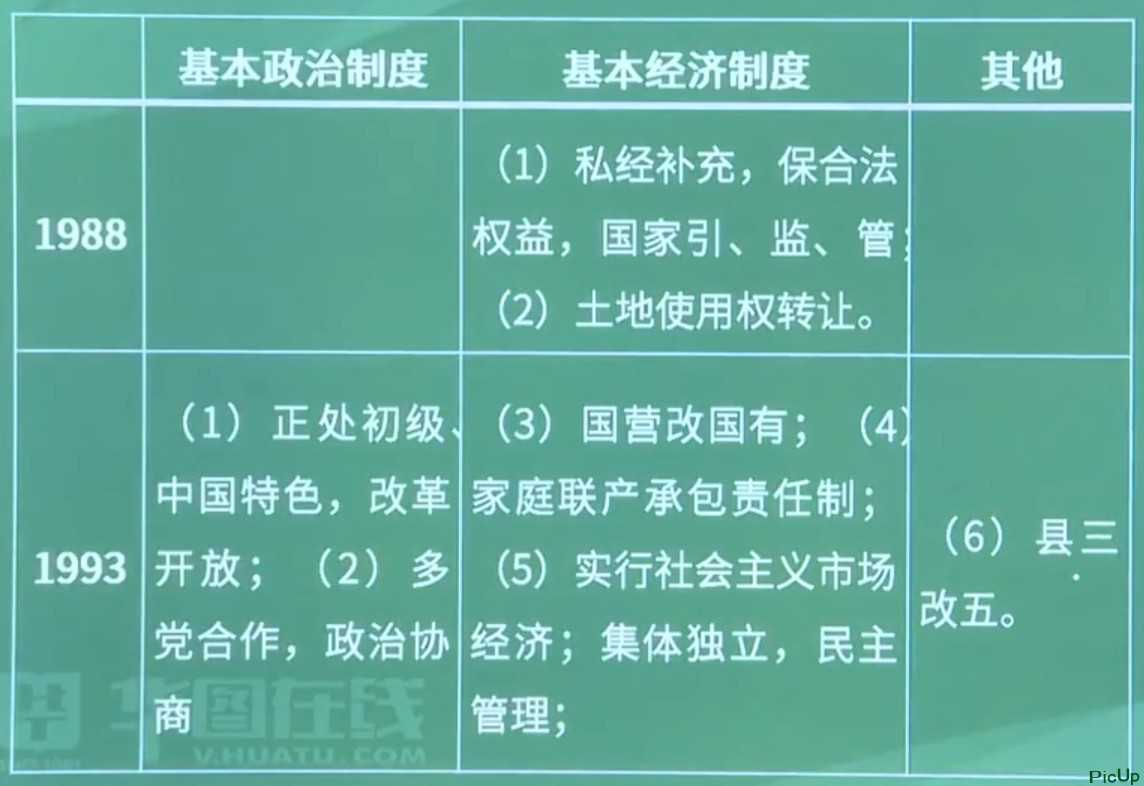 基本政治制度
基本经济制度
其他
1988
（1）私经补充，保合法
权益，国家引、监、管；
（2）土地使用权转让。
1993
（1）正处初级、
中国特色，改革
开放；（2）多
党合作，政治协
商
（3）国营改国有；（4）
家庭联产承包责任制；
（5）实行社会主义市场
经济；集体独立，民主
管理；
（6）县三
改五。
华图在线
V.HUATU.COM
PicUp